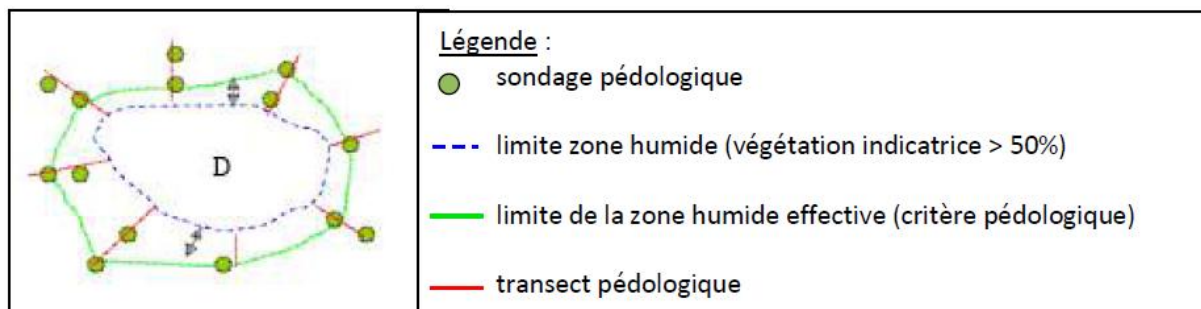 D
Légende :
sondage pédologique
limite zone humide (végétation indicatrice > 50%)
limite de la zone humide effective (critère pédologique)
transect pédologique